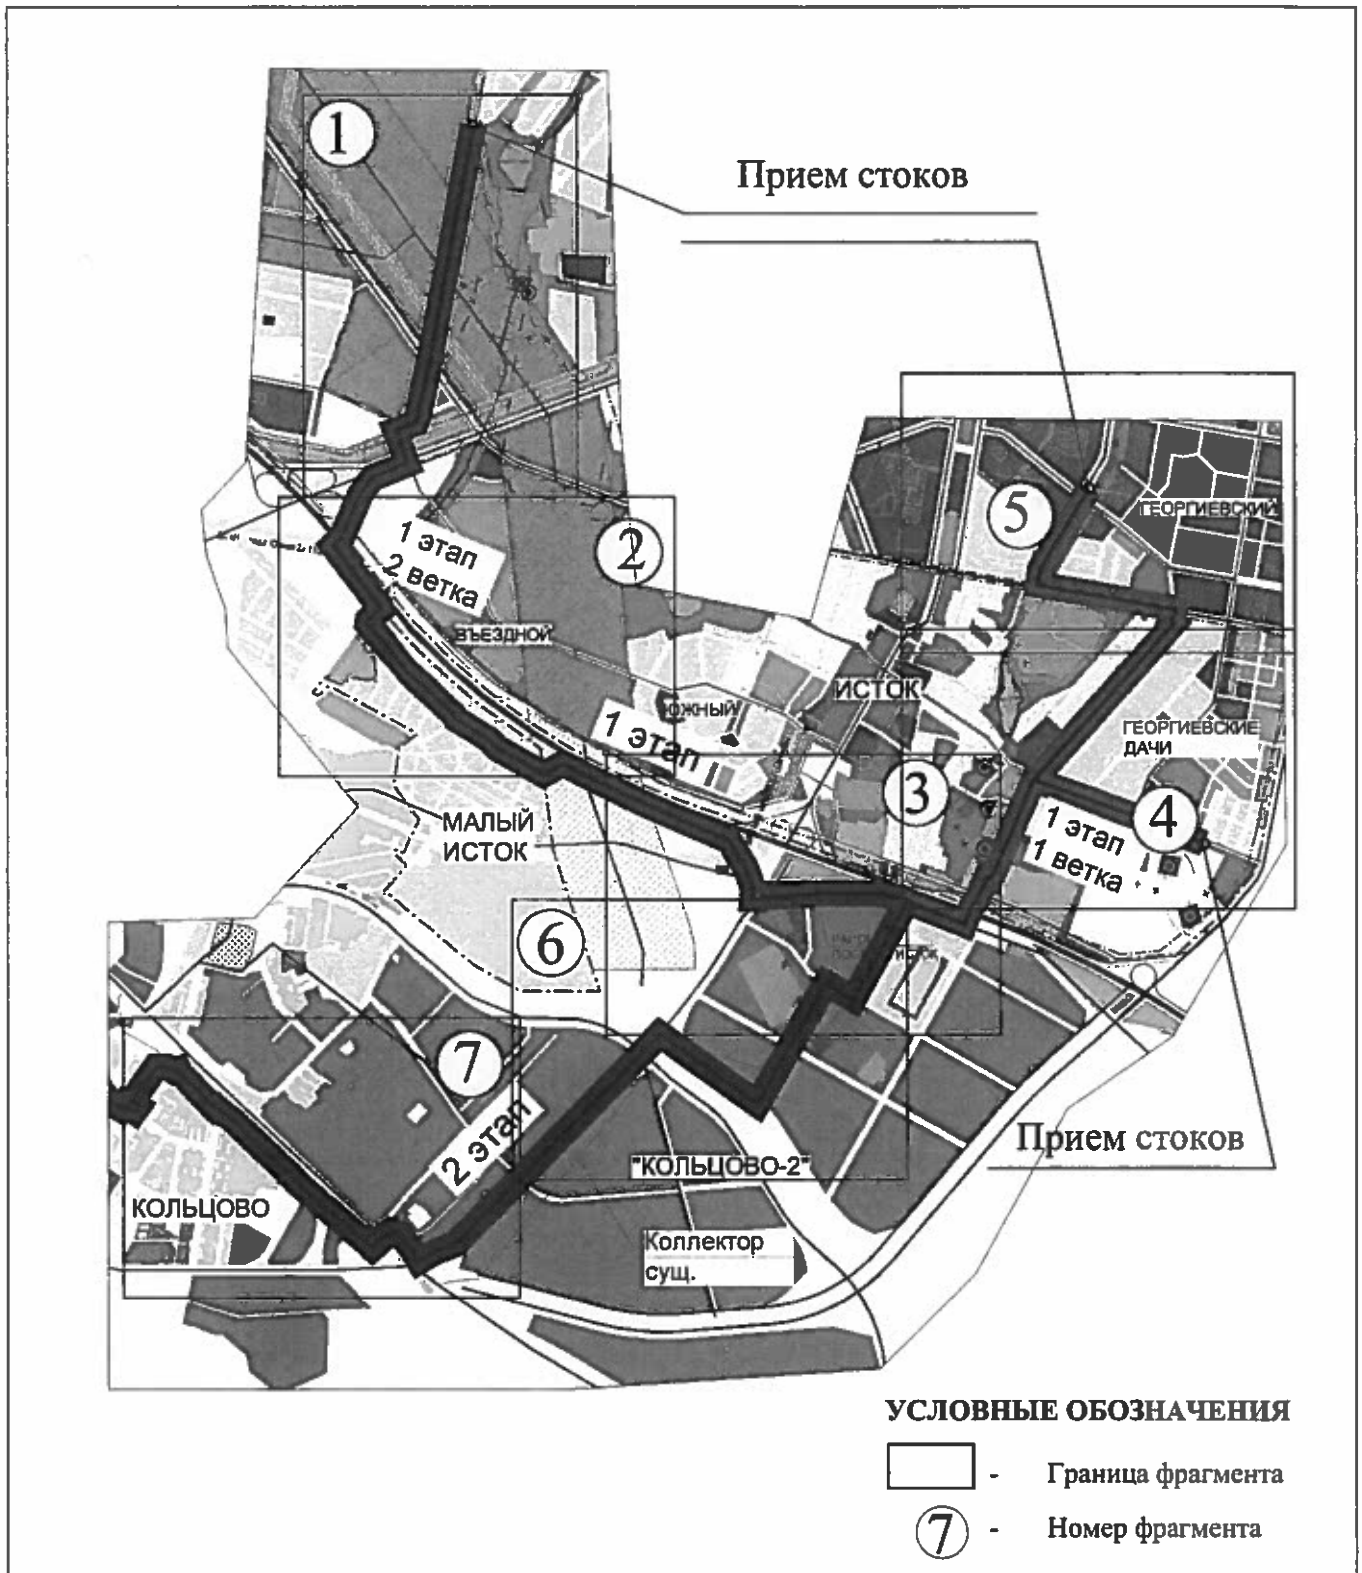 1
Прием стоков
5
ГЕОРГИЕВСКИЙ
1 этап
2 ветка
2
ВЪЕЗДНОЙ
ИСТОК
ЮЖНЫЙ
1 этап
ГЕОРГИЕВСКИЕ
ДАЧИ
3
4
1 этап
1 ветка
МАЛЫЙ
ИСТОК
6
7
2 этап
Прием стоков
"КОЛЬЦОВО-2"
КОЛЬЦОВО
Коллектор
сущ.
УСЛОВНЫЕ ОБОЗНАЧЕНИЯ
- Граница фрагмента
7 - Номер фрагмента